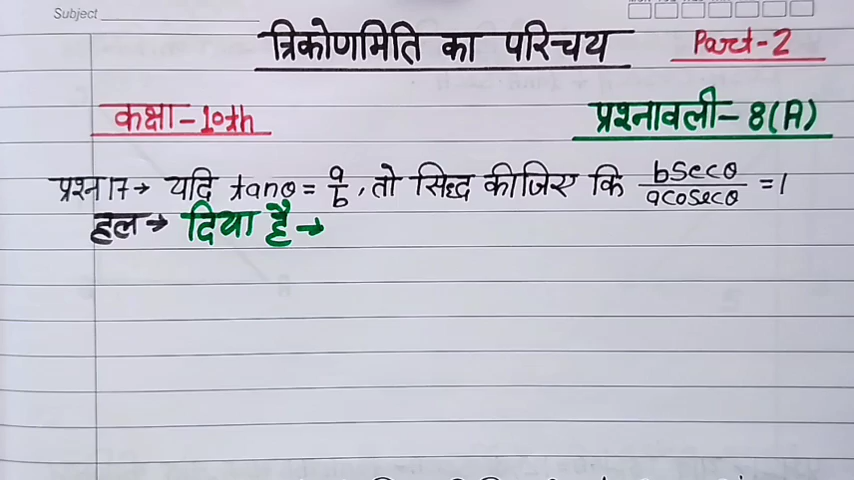 Subject
त्रिकोणमिति का परिचय Part-2
कक्षा-10th प्रश्नावली-8(A)
प्रश्न17→ यदि tanθ = a/b, तो सिद्ध कीजिए कि bsecθ/acosecθ = 1
हल→ दिया है→